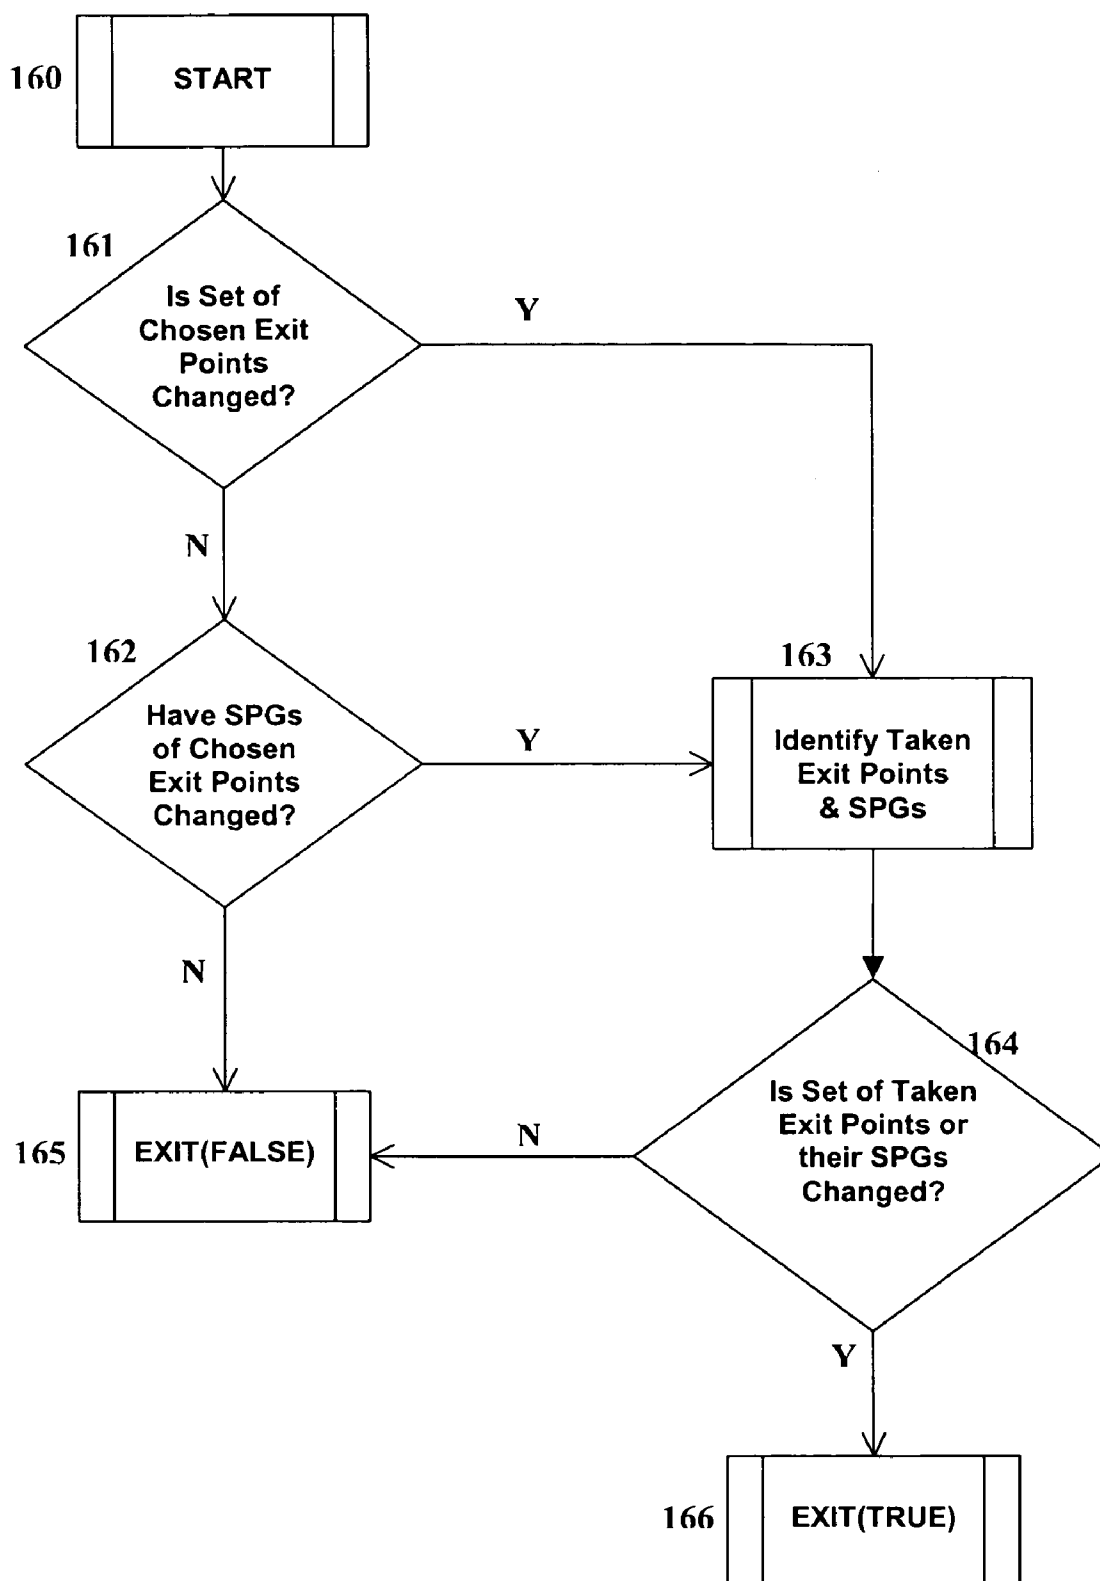 160
START
161
Is Set of
Chosen Exit
Points
Changed?
Y
N
162
Have SPGs
of Chosen
Exit Points
Changed?
Y
163
Identify Taken
Exit Points
& SPGs
N
164
Is Set of Taken
Exit Points or
their SPGs
Changed?
N
165
EXIT(FALSE)
Y
166
EXIT(TRUE)